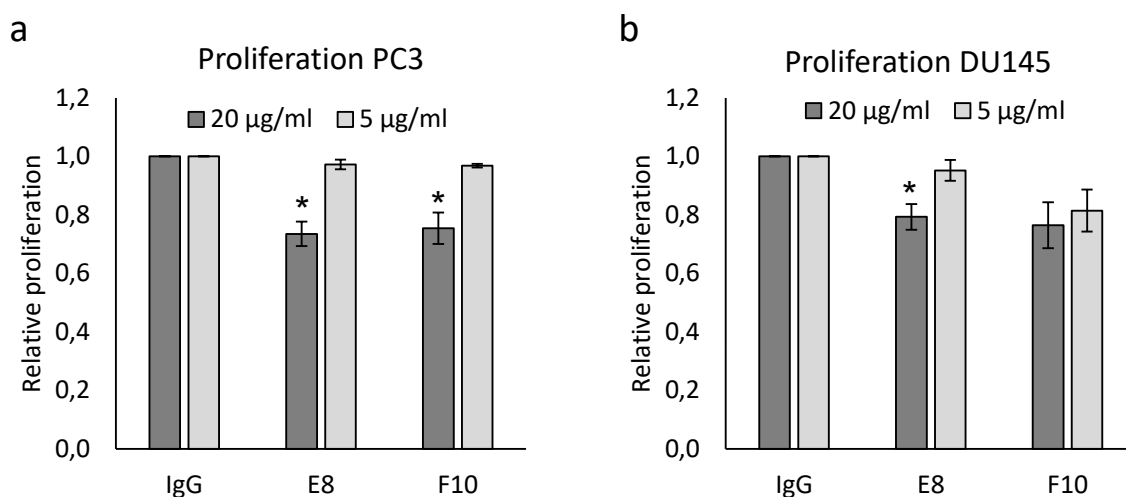 a
Proliferation PC3
20 µg/ml 5 µg/ml
Relative proliferation
1,2
1,0
0,8
0,6
0,4
0,2
0,0
*
*
IgG E8 F10
b
Proliferation DU145
20 µg/ml 5 µg/ml
Relative proliferation
1,2
1,0
0,8
0,6
0,4
0,2
0,0
*
IgG E8 F10